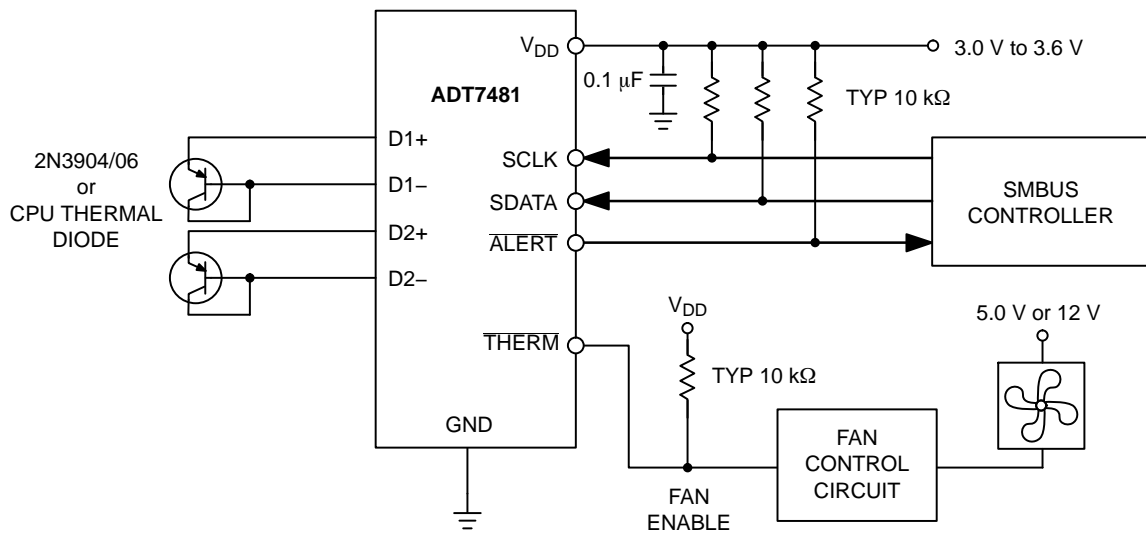 V_DD
3.0 V to 3.6 V
0.1 μF
TYP 10 kΩ
ADT7481
D1+
2N3904/06
or
CPU THERMAL
DIODE
D1–
SCLK
SDATA
SMBUS
CONTROLLER
D2+
ALERT
D2–
V_DD
5.0 V or 12 V
THERM
TYP 10 kΩ
GND
FAN
CONTROL
CIRCUIT
FAN
ENABLE